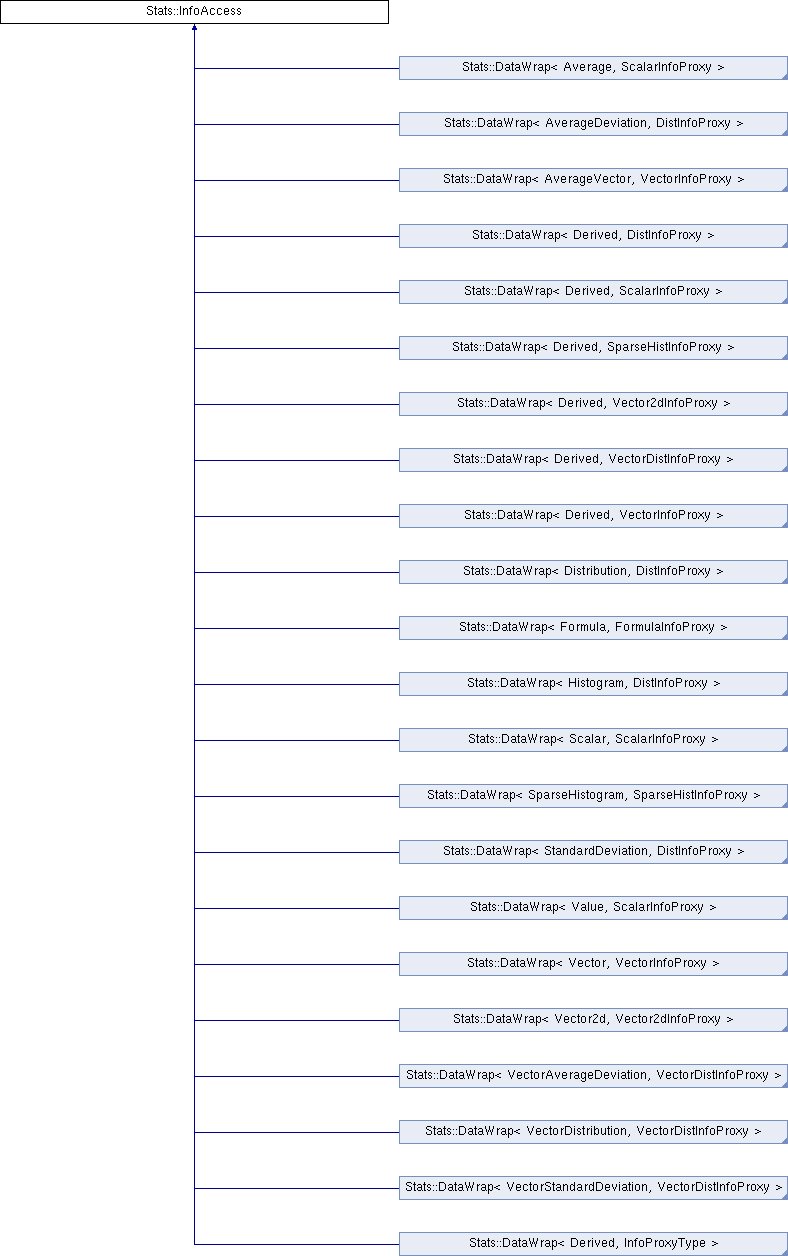 Stats::InfoAccess
Stats::DataWrap< Average, ScalarInfoProxy >
Stats::DataWrap< AverageDeviation, DistInfoProxy >
Stats::DataWrap< AverageVector, VectorInfoProxy >
Stats::DataWrap< Derived, DistInfoProxy >
Stats::DataWrap< Derived, ScalarInfoProxy >
Stats::DataWrap< Derived, SparseHistInfoProxy >
Stats::DataWrap< Derived, Vector2dInfoProxy >
Stats::DataWrap< Derived, VectorDistInfoProxy >
Stats::DataWrap< Derived, VectorInfoProxy >
Stats::DataWrap< Distribution, DistInfoProxy >
Stats::DataWrap< Formula, FormulaInfoProxy >
Stats::DataWrap< Histogram, DistInfoProxy >
Stats::DataWrap< Scalar, ScalarInfoProxy >
Stats::DataWrap< SparseHistogram, SparseHistInfoProxy >
Stats::DataWrap< StandardDeviation, DistInfoProxy >
Stats::DataWrap< Value, ScalarInfoProxy >
Stats::DataWrap< Vector, VectorInfoProxy >
Stats::DataWrap< Vector2d, Vector2dInfoProxy >
Stats::DataWrap< VectorAverageDeviation, VectorDistInfoProxy >
Stats::DataWrap< VectorDistribution, VectorDistInfoProxy >
Stats::DataWrap< VectorStandardDeviation, VectorDistInfoProxy >
Stats::DataWrap< Derived, InfoProxyType >